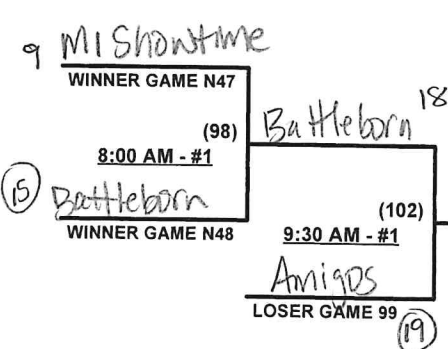 9 MI Showtime
WINNER GAME N47
(98)
8:00 AM - #1
15 Battleborn
WINNER GAME N48
Battleborn 18
(102)
9:30 AM - #1
Amigos
LOSER GAME 99
19